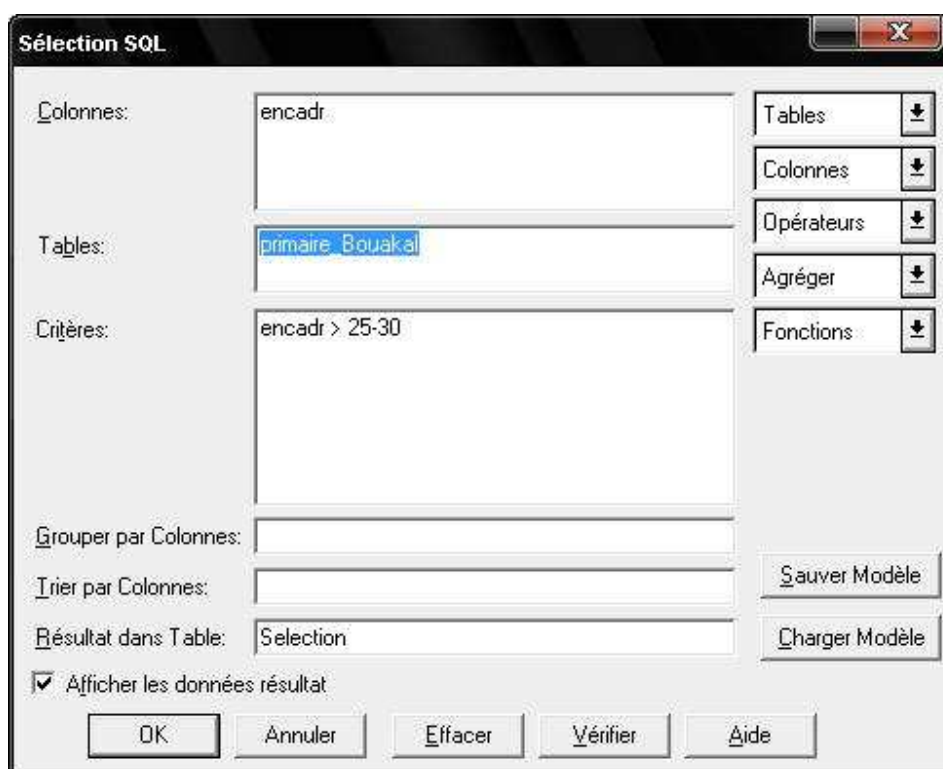 Sélection SQL
Colonnes:
encadr
Tables
Colonnes
Tables:
primaire_Bouakal
Opérateurs
Agréger
Critères:
encadr > 25-30
Fonctions
Grouper par Colonnes:
Trier par Colonnes:
Sauver Modèle
Résultat dans Table:
Selection
Charger Modèle
Afficher les données résultat
OK
Annuler
Effacer
Vérifier
Aide